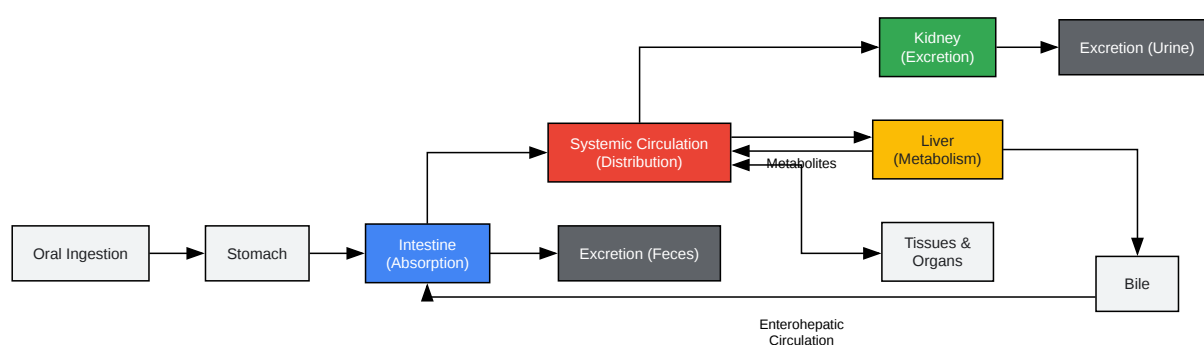 Kidney
(Excretion)
Excretion (Urine)
Systemic Circulation
(Distribution)
Liver
(Metabolism)
Metabolites
Oral Ingestion
Stomach
Intestine
(Absorption)
Excretion (Feces)
Tissues &
Organs
Bile
Enterohepatic
Circulation